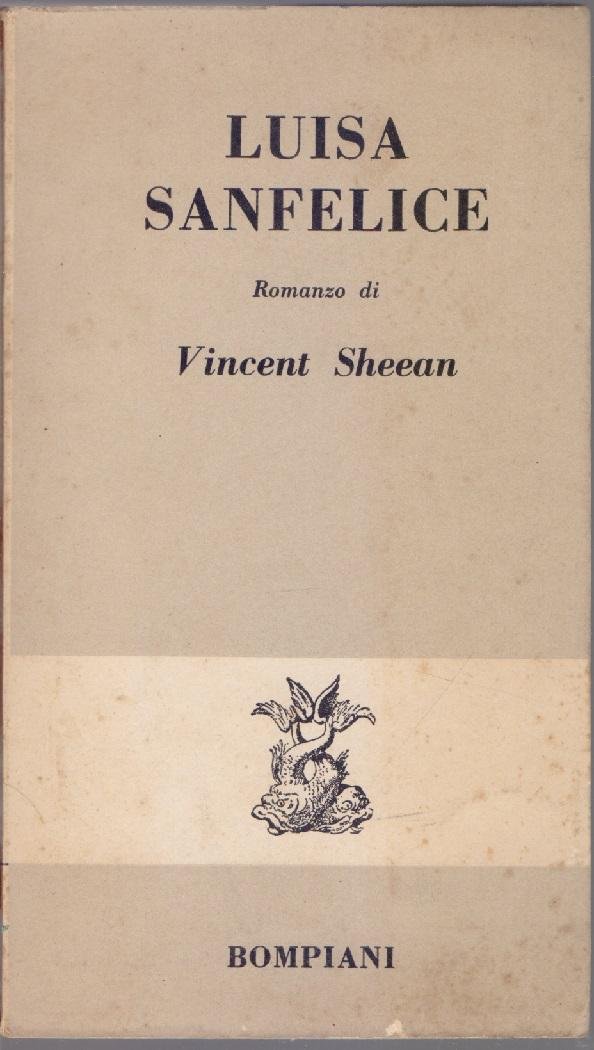 LUISA
SANFELICE
Romanzo di
Vincent Sheean
BOMPIANI